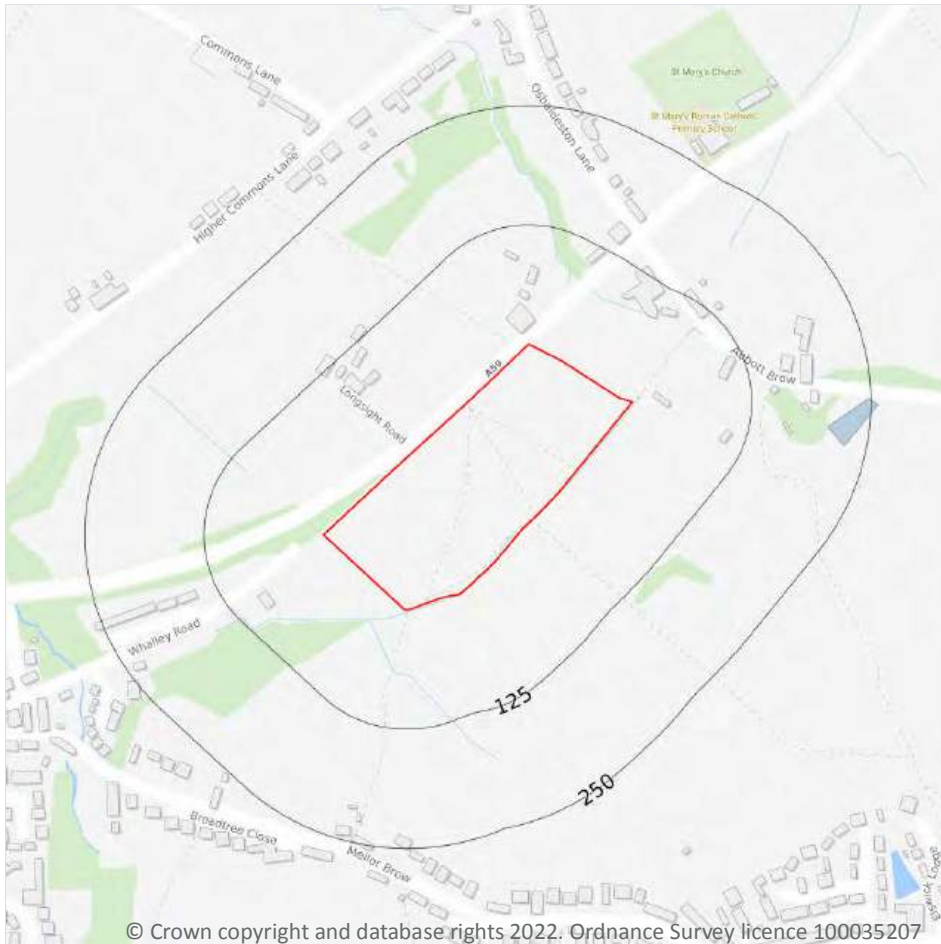 Commons Lane
Osbaldeston Lane
St Mary's Church
St Mary's Roman Catholic
Primary School
Higher Commons Lane
A59
Abbott Brow
Longsight Road
Whalley Road
125
250
Broadtree Close
Mellor Brow
Elswick Lodge
© Crown copyright and database rights 2022. Ordnance Survey licence 100035207